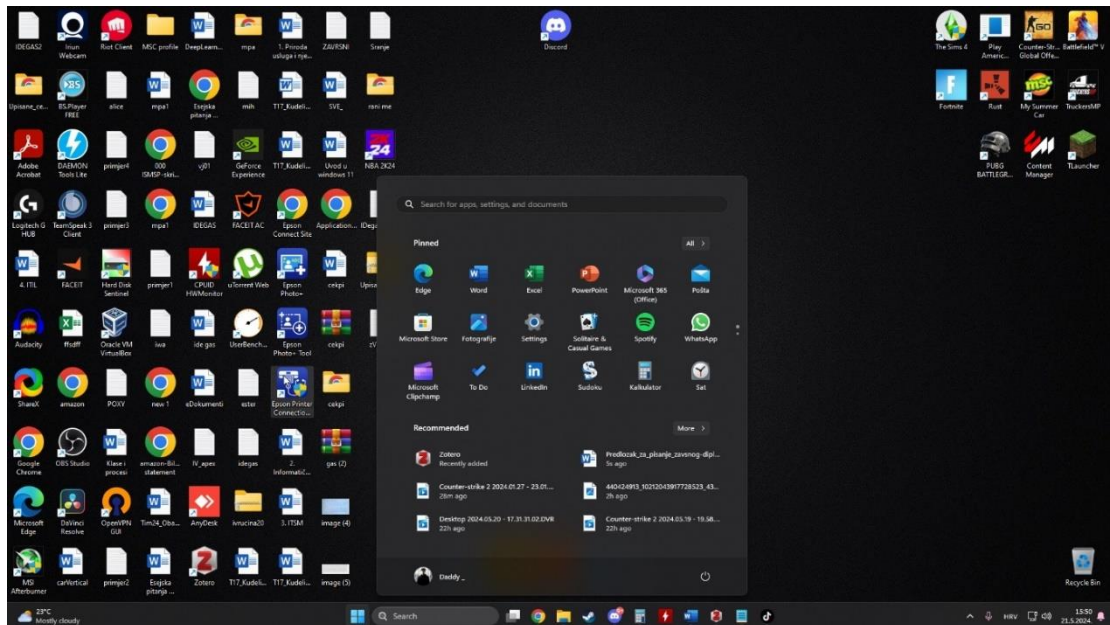 IDEGAS2
Iriun
Webcam
Riot Client
MSC profile
DeepLearn...
mpa
1. Priroda
usluga i nje...
ZAVRSNI
Sranje
Discord
The Sims 4
Play
Americ...
Counter-Str...
Global Offe...
Battlefield™ V
Upisane_ce...
BS.Player
FREE
alice
mpa1
Esejska
pitanja ...
mih
T17_Kudeli...
SVE_
rani me
Fortnite
Rust
My Summer
Car
TruckersMP
Adobe
Acrobat
DAEMON
Tools Lite
primjer4
000
ISMSP-skri...
vj01
GeForce
Experience
T17_Kudeli...
Uvod u
windows 11
NBA 2K24
PUBG
BATTLEGR...
Content
Manager
TLauncher
Logitech G
HUB
TeamSpeak 3
Client
primjer3
mpa1
IDEGAS
FACEIT AC
Epson
Connect Site
Application...
4. ITIL
FACEIT
Hard Disk
Sentinel
primjer1
CPUID
HWMonitor
uTorrent Web
Epson
Photo+
cekpi
Audacity
ffsdff
Oracle VM
VirtualBox
iwa
ide gas
UserBench...
Epson
Photo+ Tool
cekpi
ShareX
amazon
POXY
new 1
eDokumenti
ester
Epson Printer
Connectio...
cekpi
Google
Chrome
OBS Studio
Klase i
procesi
amazon-Bil...
statement
IV_apex
idegas
2.
Informatič...
gas (2)
Microsoft
Edge
DaVinci
Resolve
OpenVPN
GUI
Tim24_Oba...
AnyDesk
ivrucina20
3. ITSM
image (4)
MSI
Afterburner
carVertical
primjer2
Esejska
pitanja ...
Zotero
T17_Kudeli...
T17_Kudeli...
image (5)
Search for apps, settings, and documents
Pinned
All >
Edge
Word
Excel
PowerPoint
Microsoft 365
(Office)
Pošta
Microsoft Store
Fotografije
Settings
Solitaire &
Casual Games
Spotify
WhatsApp
Microsoft
Clipchamp
To Do
LinkedIn
Sudoku
Kalkulator
Sat
Recommended
More >
Zotero
Recently added
Predlozak_za_pisanje_zavsnog-dipl...
5s ago
Counter-strike 2 2024.01.27 - 23.01....
28m ago
440424913_10212043917728523_43...
2h ago
Desktop 2024.05.20 - 17.31.31.02.DVR
22h ago
Counter-strike 2 2024.05.19 - 19.58....
22h ago
Daddy _
Recycle Bin
23°C
Mostly cloudy
Search
HRV
15:50
21.5.2024.